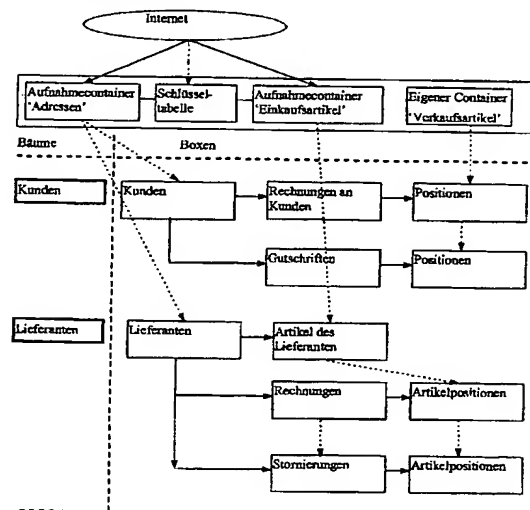 Internet
Aufnahmecontainer
'Adressen'
Schlüssel-
tabelle
Aufnahmecontainer
'Einkaufsartikel'
Eigener Container
'Verkaufsartikel'
Bäume
Boxen
Kunden
Kunden
Rechnungen an
Kunden
Positionen
Gutschriften
Positionen
Lieferanten
Lieferanten
Artikel des
Lieferanten
Rechnungen
Artikelpositionen
Stornierungen
Artikelpositionen